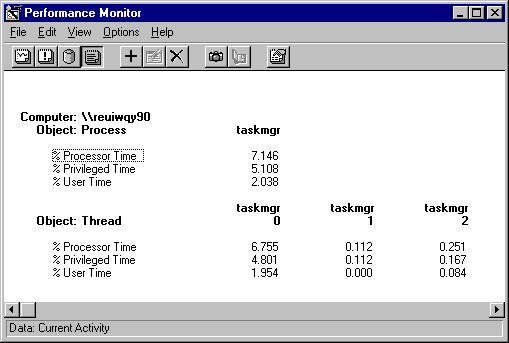 Performance Monitor
File Edit View Options Help
Computer: \\reuiwqy90
Object: Process taskmgr
% Processor Time 7.146
% Privileged Time 5.108
% User Time 2.038
taskmgr taskmgr taskmgr
Object: Thread 0 1 2
% Processor Time 6.755 0.112 0.251
% Privileged Time 4.801 0.112 0.167
% User Time 1.954 0.000 0.084
Data: Current Activity